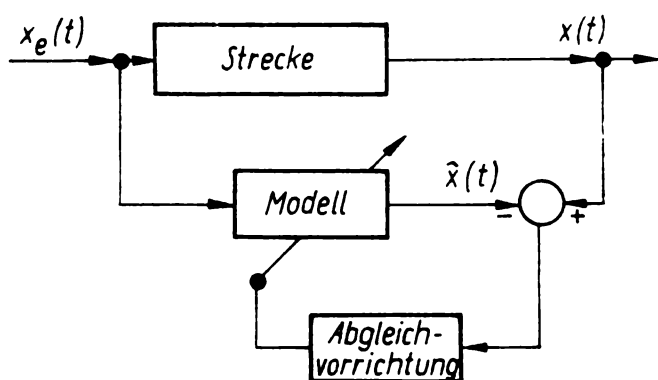 x_e(t)
Strecke
x(t)
Modell
x̂(t)
− +
Abgleich-
vorrichtung